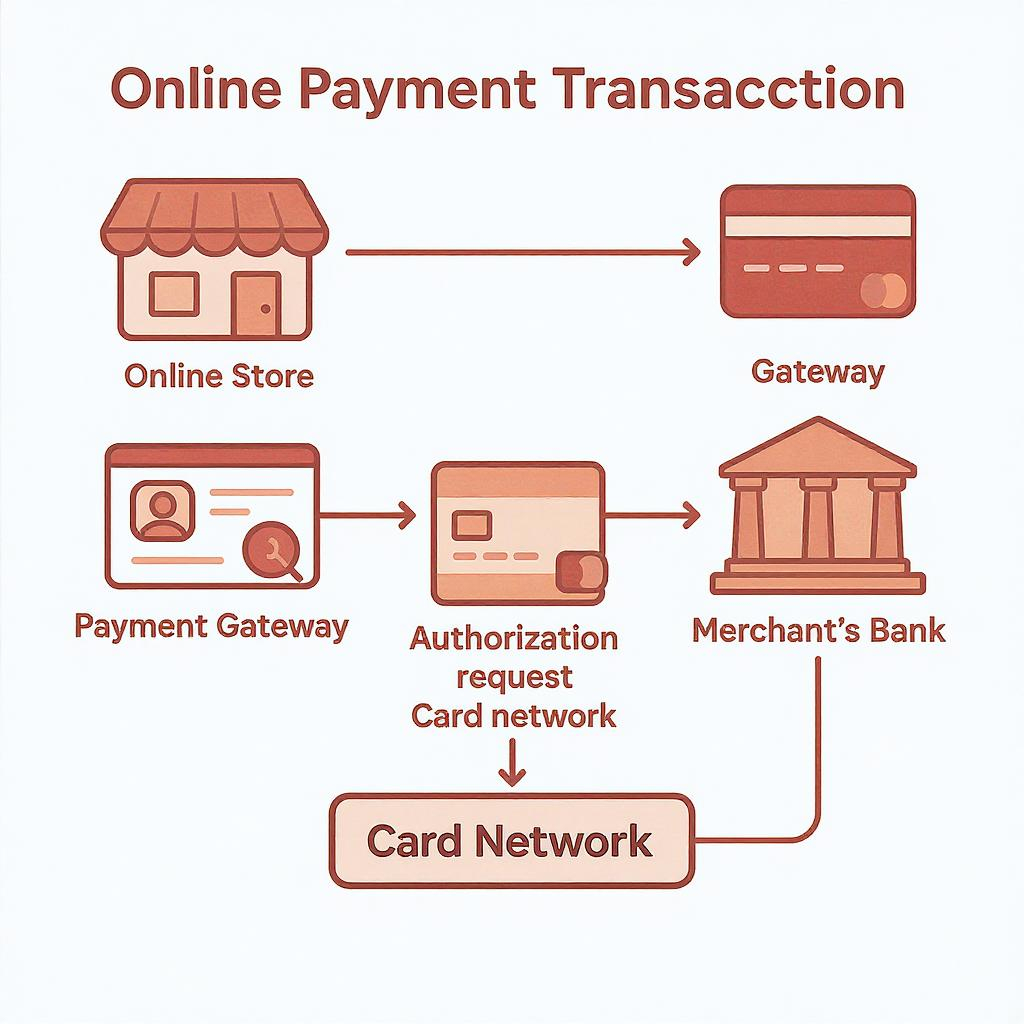 Online Payment Transacction
Online Store
Gateway
Payment Gateway
Authorization
request
Card network
Merchant's Bank
Card Network